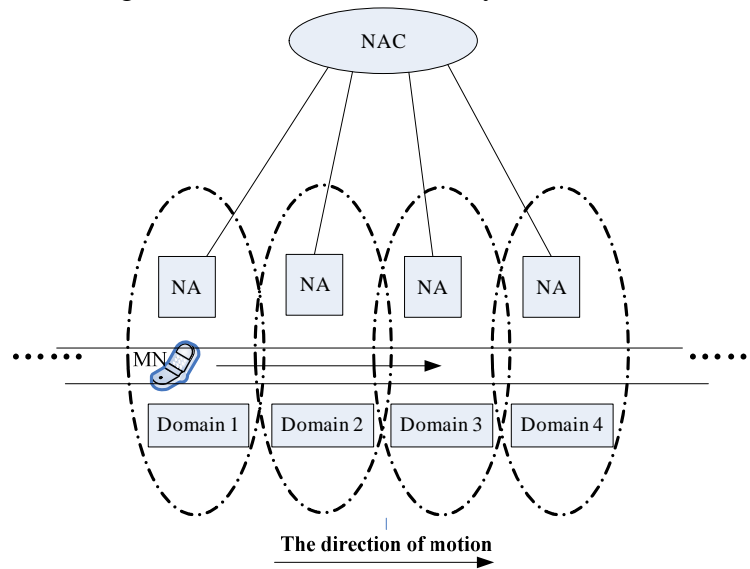 NAC
NA
NA
NA
NA
MN
Domain 1
Domain 2
Domain 3
Domain 4
The direction of motion